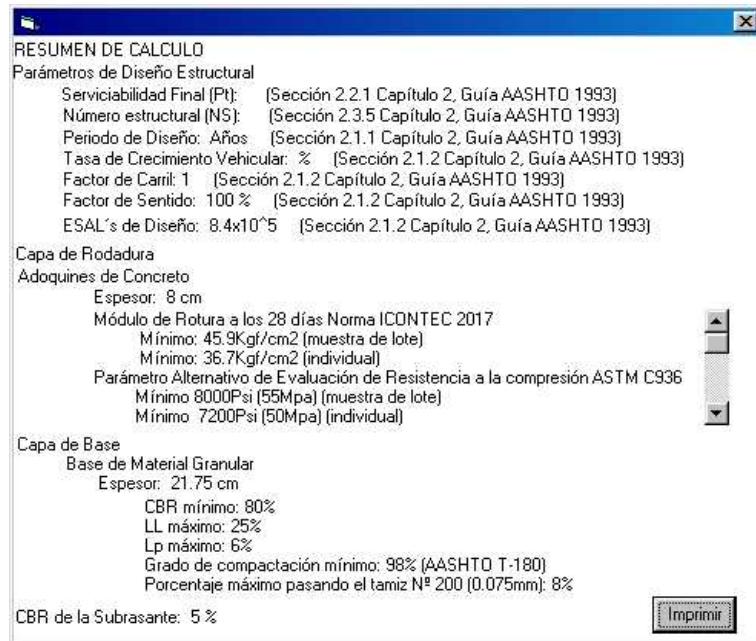 RESUMEN DE CALCULO
Parámetros de Diseño Estructural
Serviciabilidad Final (Pt): (Sección 2.2.1 Capítulo 2, Guía AASHTO 1993)
Número estructural (NS): (Sección 2.3.5 Capítulo 2, Guía AASHTO 1993)
Periodo de Diseño: Años (Sección 2.1.1 Capítulo 2, Guía AASHTO 1993)
Tasa de Crecimiento Vehicular: % (Sección 2.1.2 Capítulo 2, Guía AASHTO 1993)
Factor de Carril: 1 (Sección 2.1.2 Capítulo 2, Guía AASHTO 1993)
Factor de Sentido: 100 % (Sección 2.1.2 Capítulo 2, Guía AASHTO 1993)
ESAL´s de Diseño: 8.4x10^5 (Sección 2.1.2 Capítulo 2, Guía AASHTO 1993)
Capa de Rodadura
Adoquines de Concreto
Espesor: 8 cm
Módulo de Rotura a los 28 días Norma ICONTEC 2017
Mínimo: 45.9Kgf/cm2 (muestra de lote)
Mínimo: 36.7Kgf/cm2 (individual)
Parámetro Alternativo de Evaluación de Resistencia a la compresión ASTM C936
Mínimo 8000Psi (55Mpa) (muestra de lote)
Mínimo 7200Psi (50Mpa) (individual)
Capa de Base
Base de Material Granular
Espesor: 21.75 cm
CBR mínimo: 80%
LL máximo: 25%
Lp máximo: 6%
Grado de compactación mínimo: 98% (AASHTO T-180)
Porcentaje máximo pasando el tamiz Nº 200 (0.075mm): 8%
CBR de la Subrasante: 5 %
Imprimir